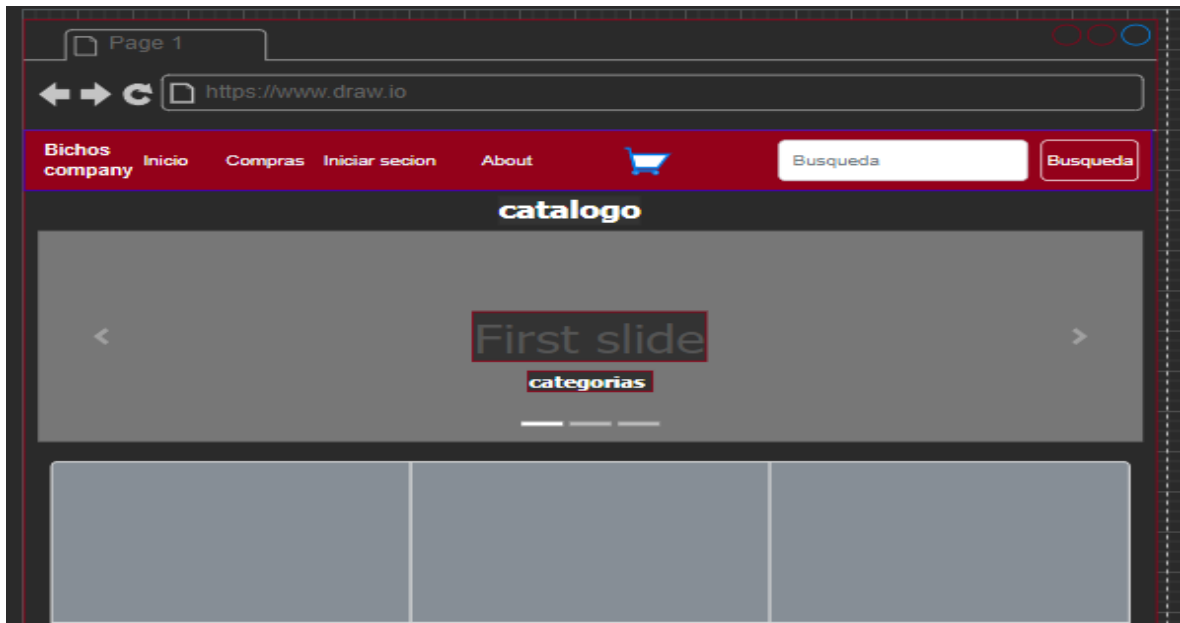 Page 1
https://www.draw.io
Bichos
company
Inicio
Compras
Iniciar secion
About
Busqueda
Busqueda
catalogo
First slide
categorias